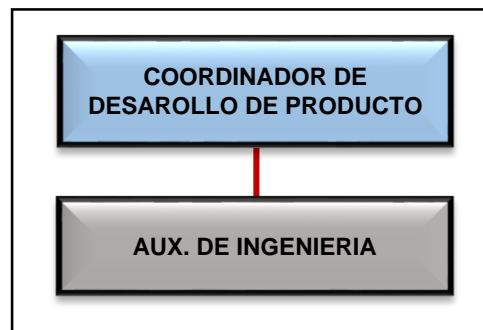 COORDINADOR DE
DESAROLLO DE PRODUCTO
AUX. DE INGENIERIA